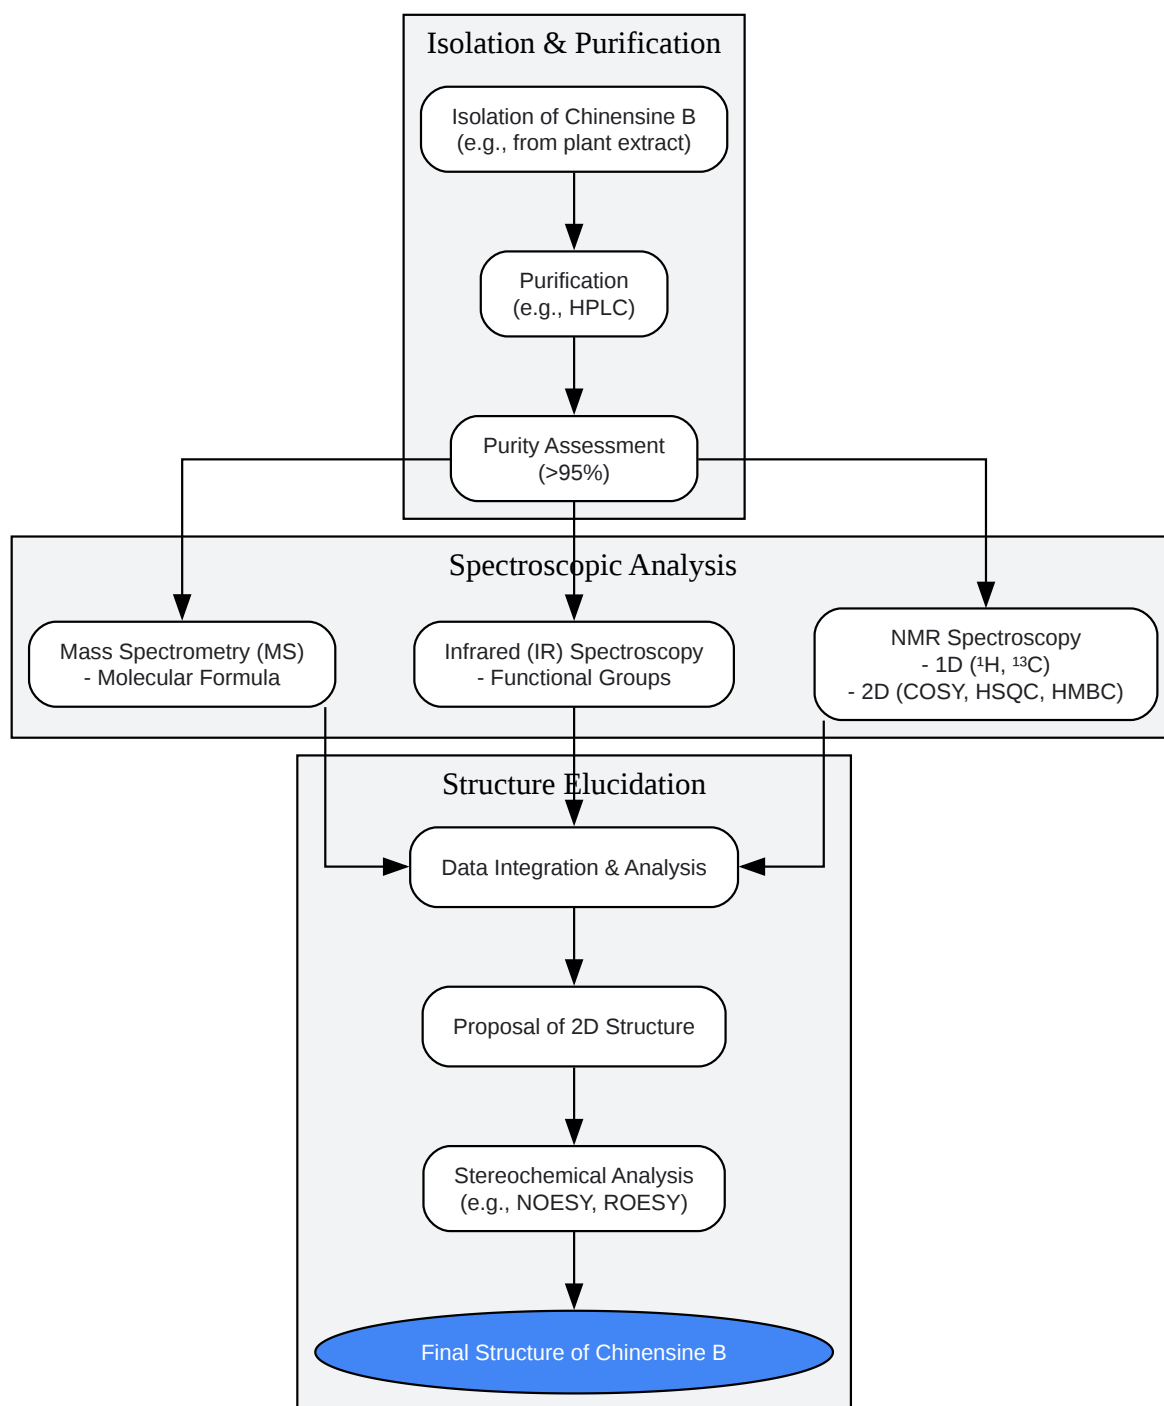 Isolation & Purification
Isolation of Chinensine B
(e.g., from plant extract)
Purification
(e.g., HPLC)
Purity Assessment
(>95%)
Spectroscopic Analysis
Mass Spectrometry (MS)
- Molecular Formula
Infrared (IR) Spectroscopy
- Functional Groups
NMR Spectroscopy
- 1D (¹H, ¹³C)
- 2D (COSY, HSQC, HMBC)
Structure Elucidation
Data Integration & Analysis
Proposal of 2D Structure
Stereochemical Analysis
(e.g., NOESY, ROESY)
Final Structure of Chinensine B